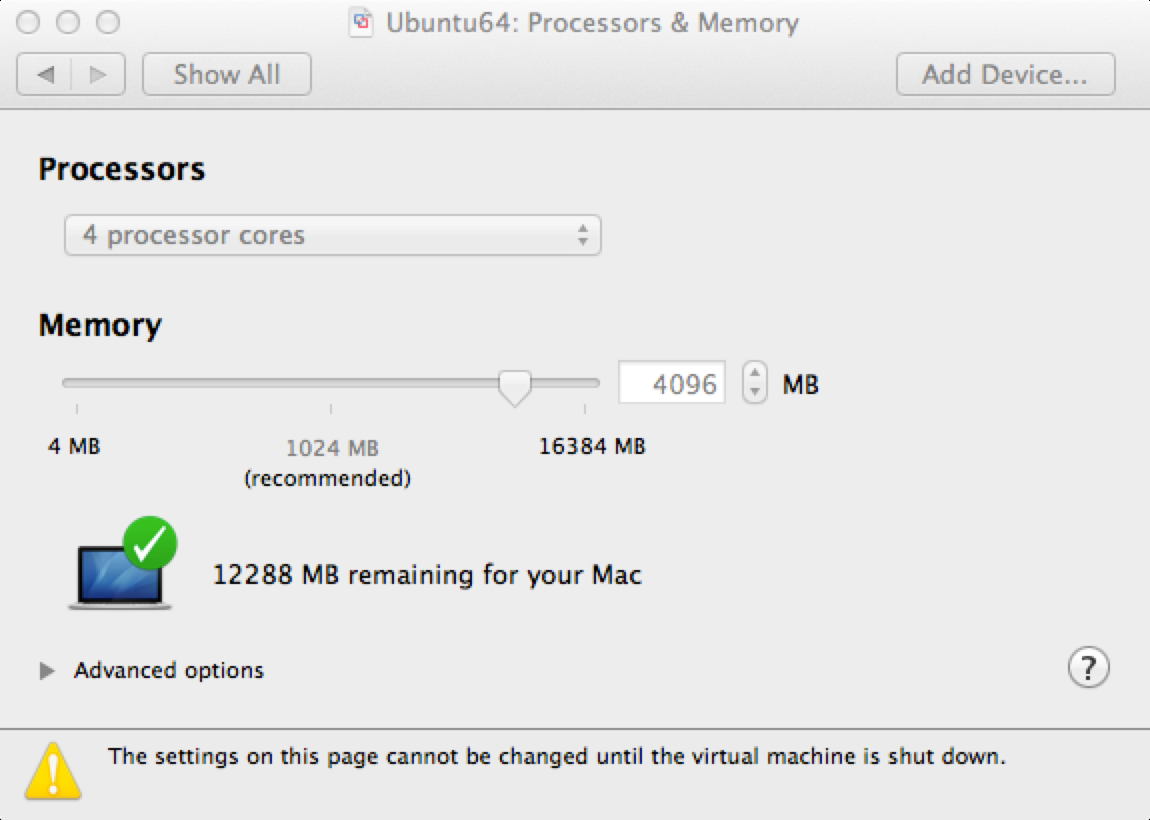 Ubuntu64: Processors & Memory
Show All
Add Device...
Processors
4 processor cores
Memory
4096 MB
4 MB
1024 MB
16384 MB
(recommended)
12288 MB remaining for your Mac
Advanced options
?
The settings on this page cannot be changed until the virtual machine is shut down.